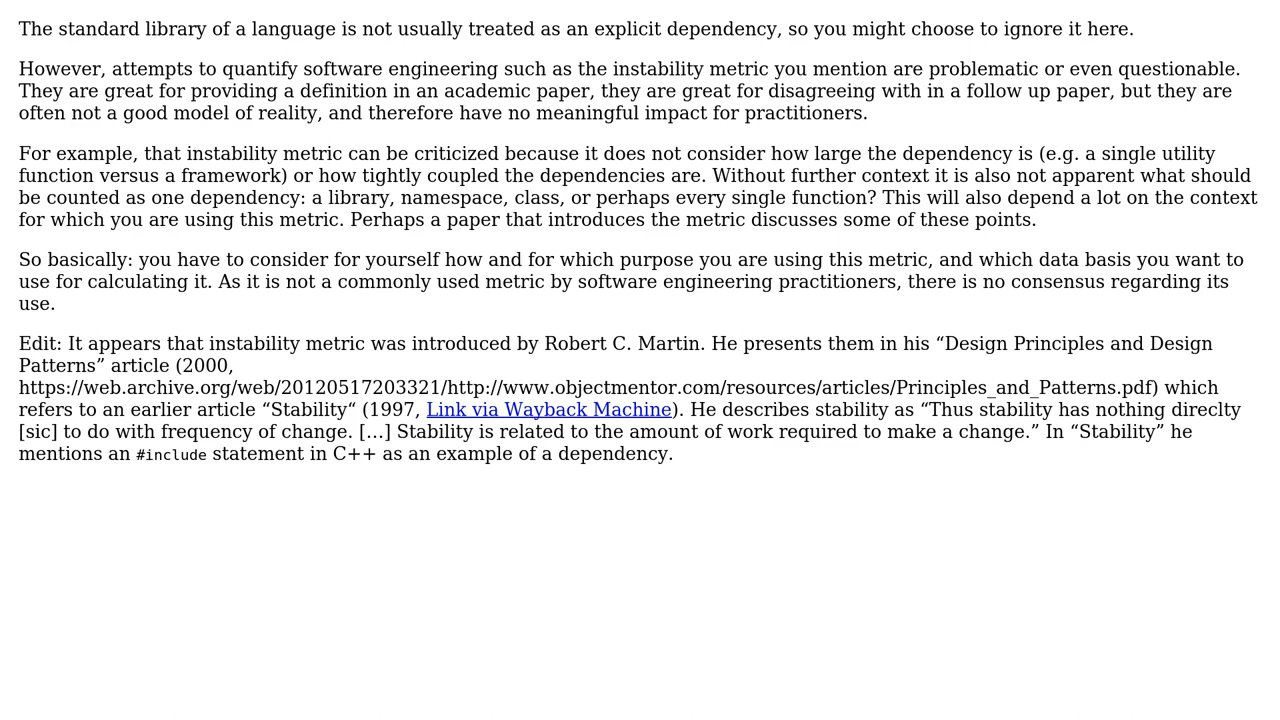 The standard library of a language is not usually treated as an explicit dependency, so you might choose to ignore it here.
However, attempts to quantify software engineering such as the instability metric you mention are problematic or even questionable.
They are great for providing a definition in an academic paper, they are great for disagreeing with in a follow up paper, but they are
often not a good model of reality, and therefore have no meaningful impact for practitioners.
For example, that instability metric can be criticized because it does not consider how large the dependency is (e.g. a single utility
function versus a framework) or how tightly coupled the dependencies are. Without further context it is also not apparent what should
be counted as one dependency: a library, namespace, class, or perhaps every single function? This will also depend a lot on the context
for which you are using this metric. Perhaps a paper that introduces the metric discusses some of these points.
So basically: you have to consider for yourself how and for which purpose you are using this metric, and which data basis you want to
use for calculating it. As it is not a commonly used metric by software engineering practitioners, there is no consensus regarding its
use.
Edit: It appears that instability metric was introduced by Robert C. Martin. He presents them in his “Design Principles and Design
Patterns” article (2000,
https://web.archive.org/web/20120517203321/http://www.objectmentor.com/resources/articles/Principles_and_Patterns.pdf) which
refers to an earlier article “Stability“ (1997, Link via Wayback Machine). He describes stability as “Thus stability has nothing direclty
[sic] to do with frequency of change. […] Stability is related to the amount of work required to make a change.” In “Stability” he
mentions an #include statement in C++ as an example of a dependency.